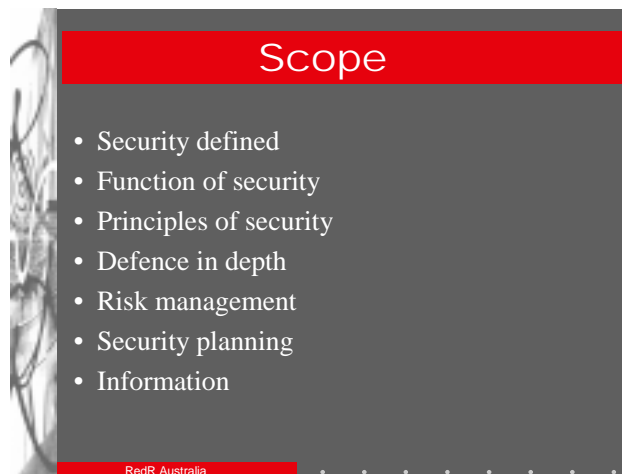 Scope
• Security defined
• Function of security
• Principles of security
• Defence in depth
• Risk management
• Security planning
• Information
RedR Australia